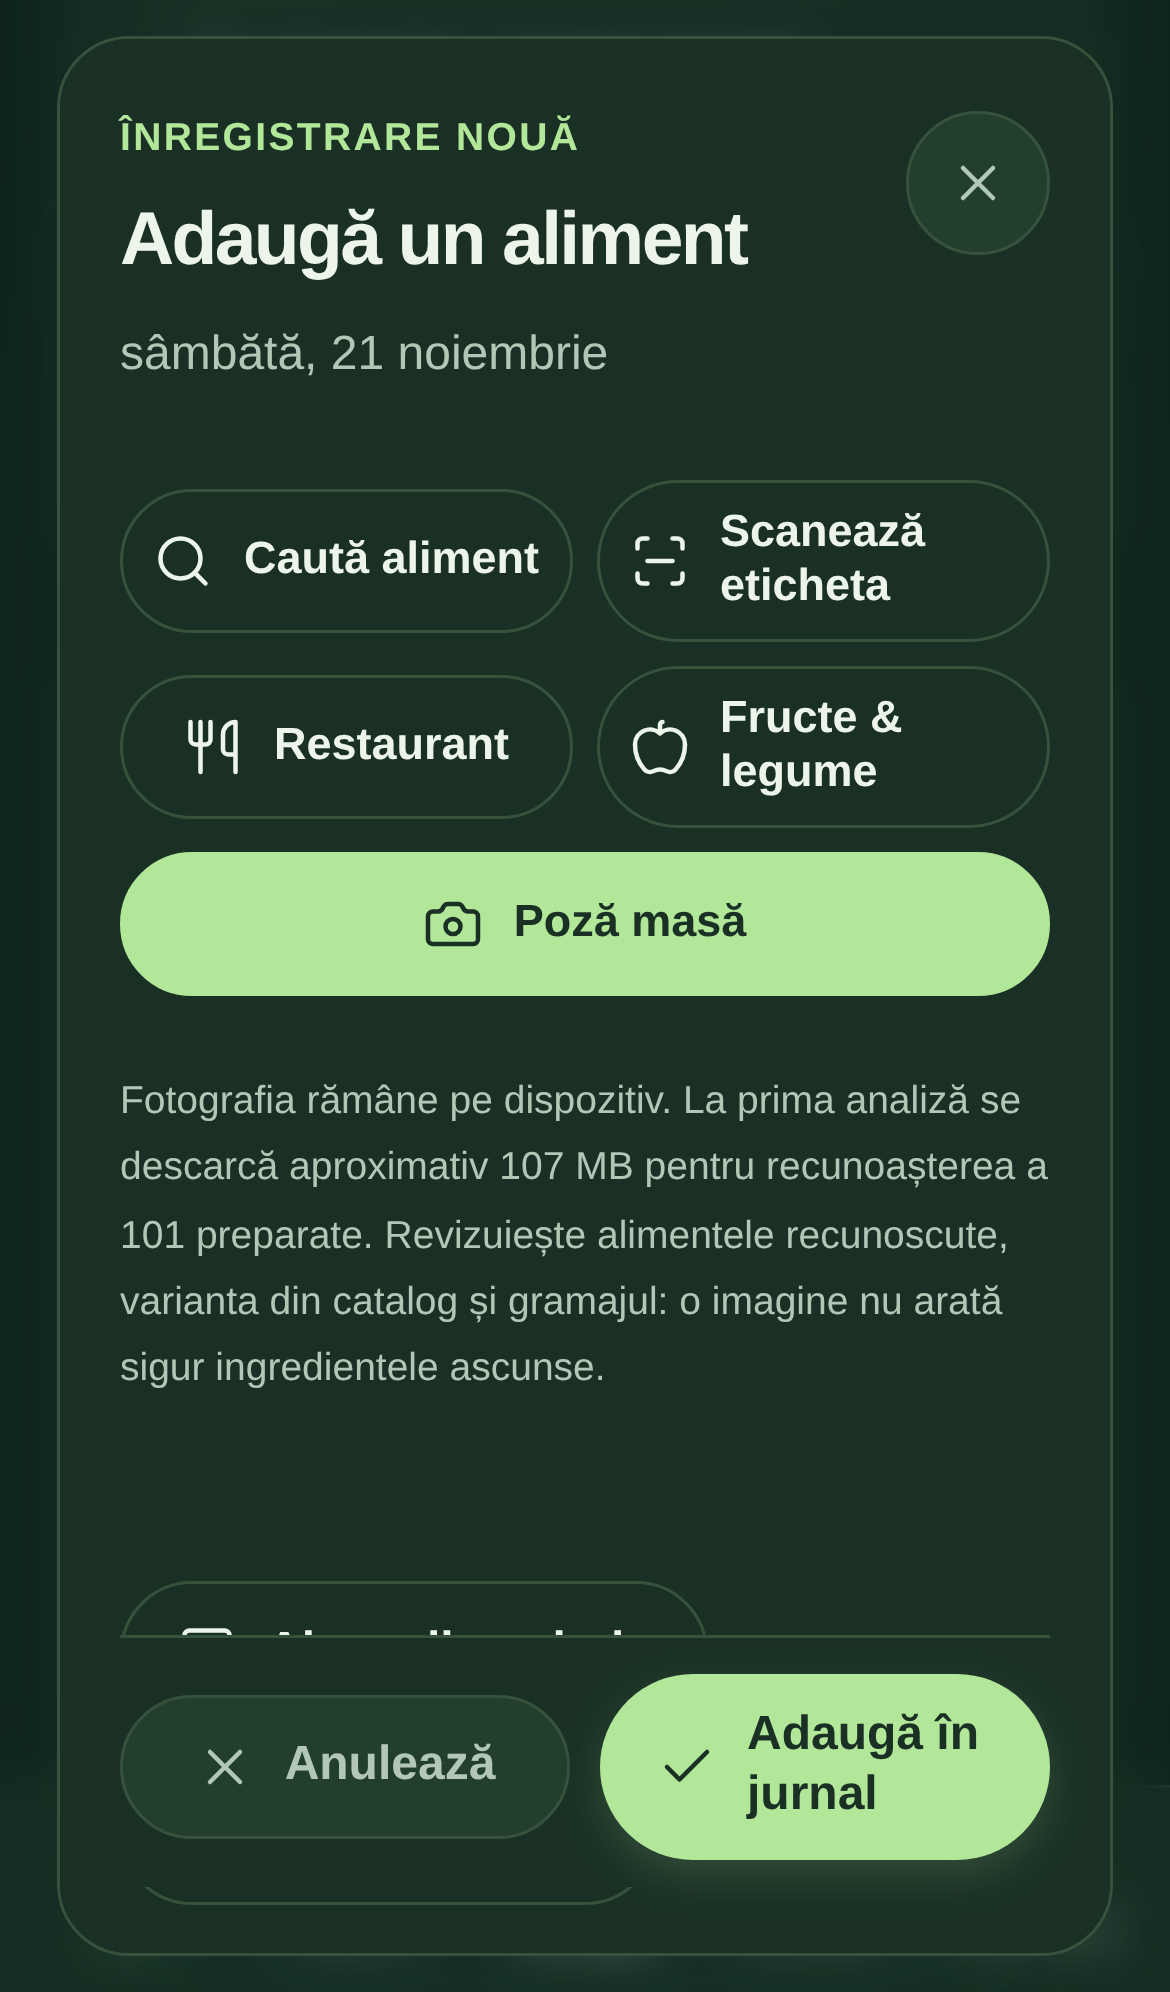 ÎNREGISTRARE NOUĂ
Adaugă un aliment
sâmbătă, 21 noiembrie
Caută aliment
Scanează
eticheta
Restaurant
Fructe &
legume
Poză masă
Fotografia rămâne pe dispozitiv. La prima analiză se
descarcă aproximativ 107 MB pentru recunoașterea a
101 preparate. Revizuiește alimentele recunoscute,
varianta din catalog și gramajul: o imagine nu arată
sigur ingredientele ascunse.
Anulează
Adaugă în
jurnal